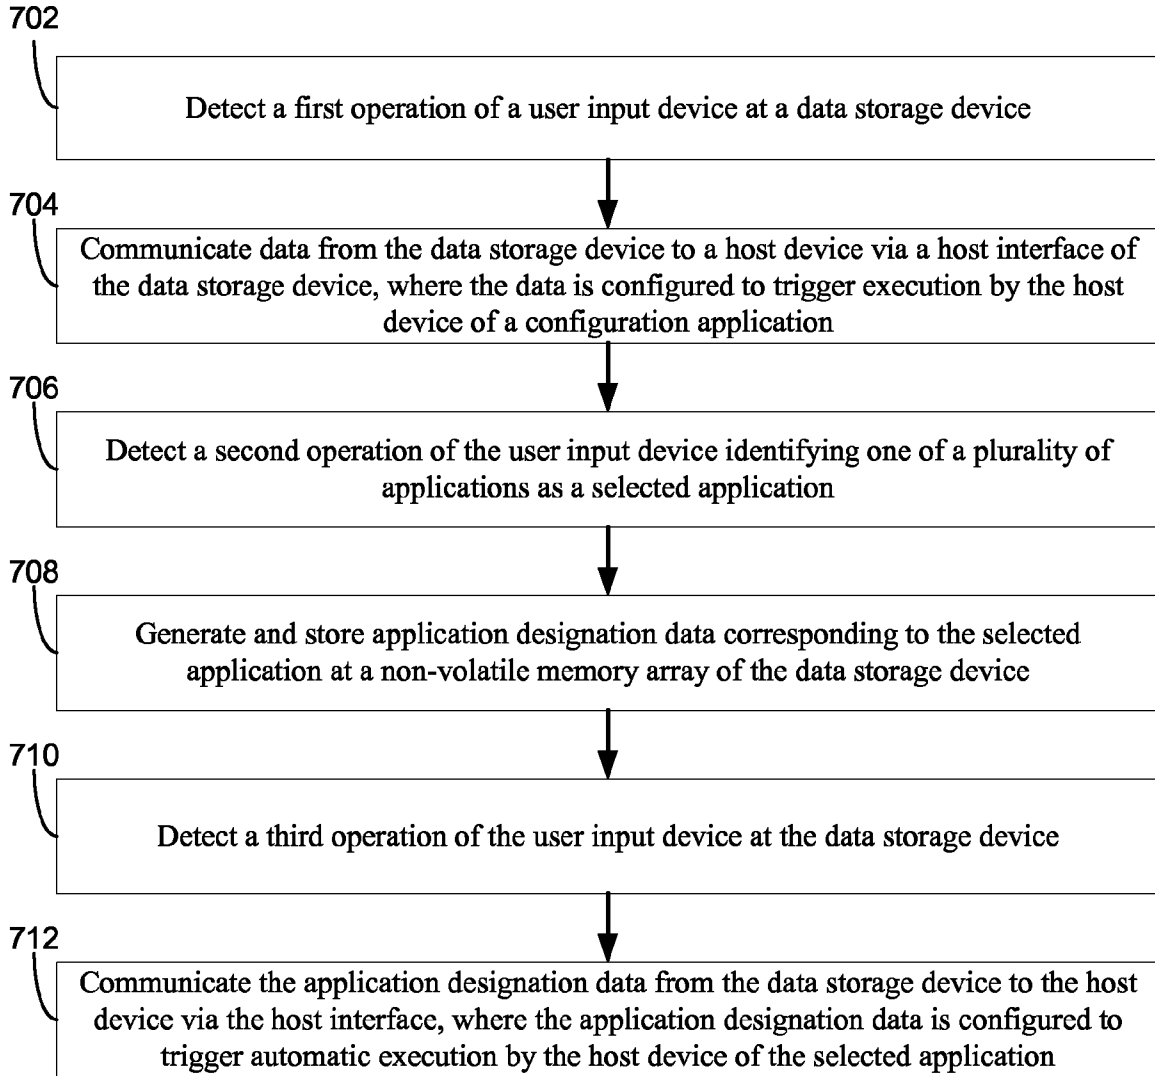 702
Detect a first operation of a user input device at a data storage device
704
Communicate data from the data storage device to a host device via a host interface of
the data storage device, where the data is configured to trigger execution by the host
device of a configuration application
706
Detect a second operation of the user input device identifying one of a plurality of
applications as a selected application
708
Generate and store application designation data corresponding to the selected
application at a non-volatile memory array of the data storage device
710
Detect a third operation of the user input device at the data storage device
712
Communicate the application designation data from the data storage device to the host
device via the host interface, where the application designation data is configured to
trigger automatic execution by the host device of the selected application